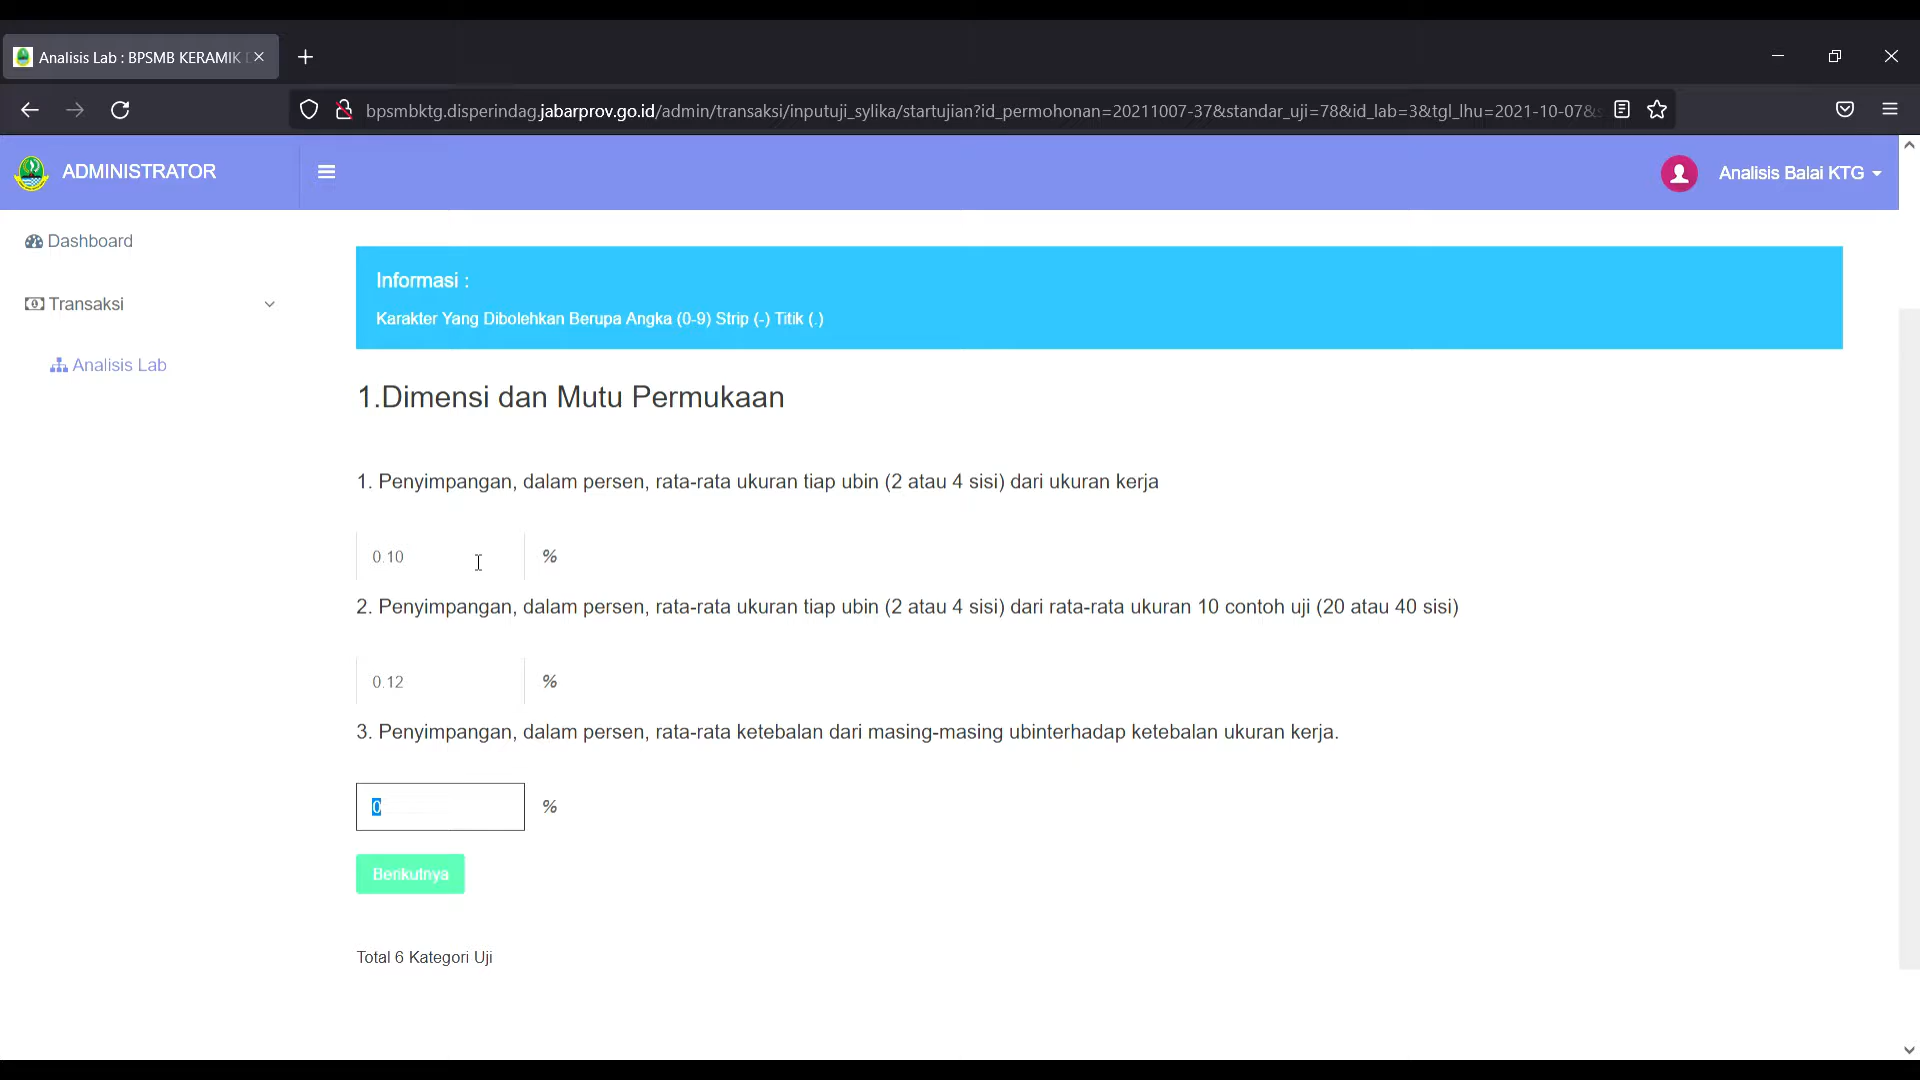 Analisis Lab : BPSMB KERAMIK
bpsmbktg.disperindag.jabarprov.go.id/admin/transaksi/inputuji_sylika/startujian?id_permohonan=20211007-37&standar_uji=78&id_lab=3&tgl_lhu=2021-10-07&
ADMINISTRATOR
Analisis Balai KTG
Dashboard
Transaksi
Analisis Lab
Informasi :
Karakter Yang Dibolehkan Berupa Angka (0-9) Strip (-) Titik (.)
1.Dimensi dan Mutu Permukaan
1. Penyimpangan, dalam persen, rata-rata ukuran tiap ubin (2 atau 4 sisi) dari ukuran kerja
0.10 %
2. Penyimpangan, dalam persen, rata-rata ukuran tiap ubin (2 atau 4 sisi) dari rata-rata ukuran 10 contoh uji (20 atau 40 sisi)
0.12 %
3. Penyimpangan, dalam persen, rata-rata ketebalan dari masing-masing ubinterhadap ketebalan ukuran kerja.
0 %
Berikutnya
Total 6 Kategori Uji